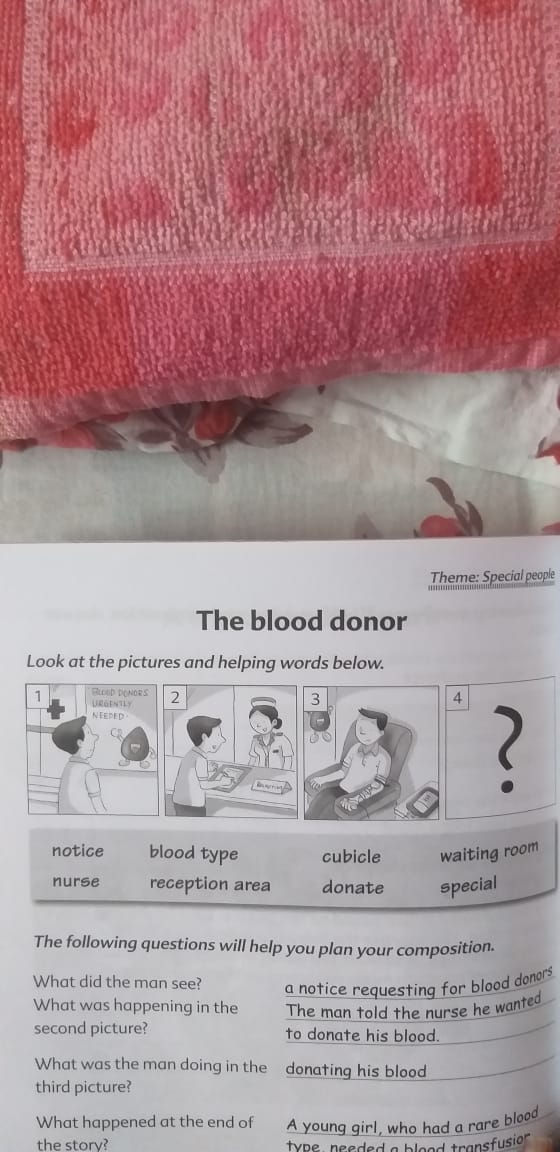 Theme: Special people
The blood donor
Look at the pictures and helping words below.
1
BLOOD DONORS
URGENTLY
NEEDED
2
RECEPTION
3
4
?
notice blood type cubicle waiting room
nurse reception area donate special
The following questions will help you plan your composition.
What did the man see? a notice requesting for blood donors
What was happening in the The man told the nurse he wanted
second picture? to donate his blood.
What was the man doing in the donating his blood
third picture?
What happened at the end of A young girl, who had a rare blood
the story? type, needed a blood transfusion